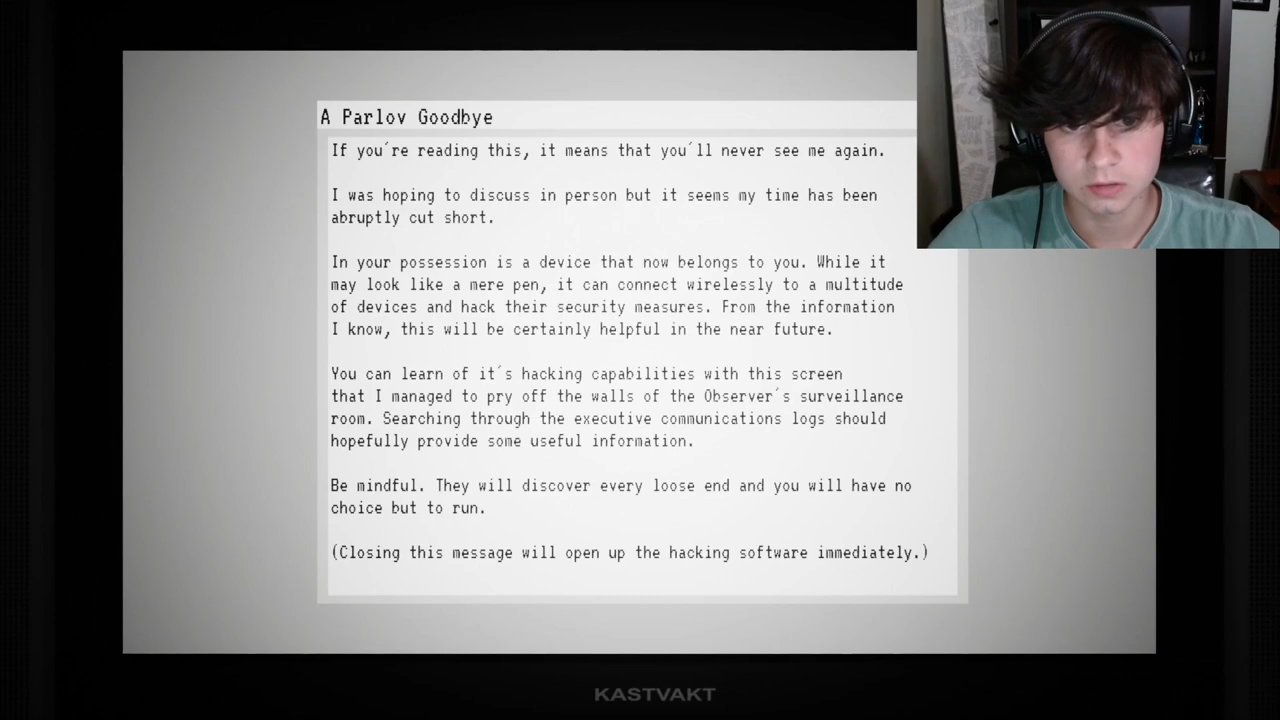 A Parlov Goodbye
If you´re reading this, it means that you´ll never see me again.
I was hoping to discuss in person but it seems my time has been
abruptly cut short.
In your possession is a device that now belongs to you. While it
may look like a mere pen, it can connect wirelessly to a multitude
of devices and hack their security measures. From the information
I know, this will be certainly helpful in the near future.
You can learn of it´s hacking capabilities with this screen
that I managed to pry off the walls of the Observer´s surveillance
room. Searching through the executive communications logs should
hopefully provide some useful information.
Be mindful. They will discover every loose end and you will have no
choice but to run.
(Closing this message will open up the hacking software immediately.)
KASTVAKT